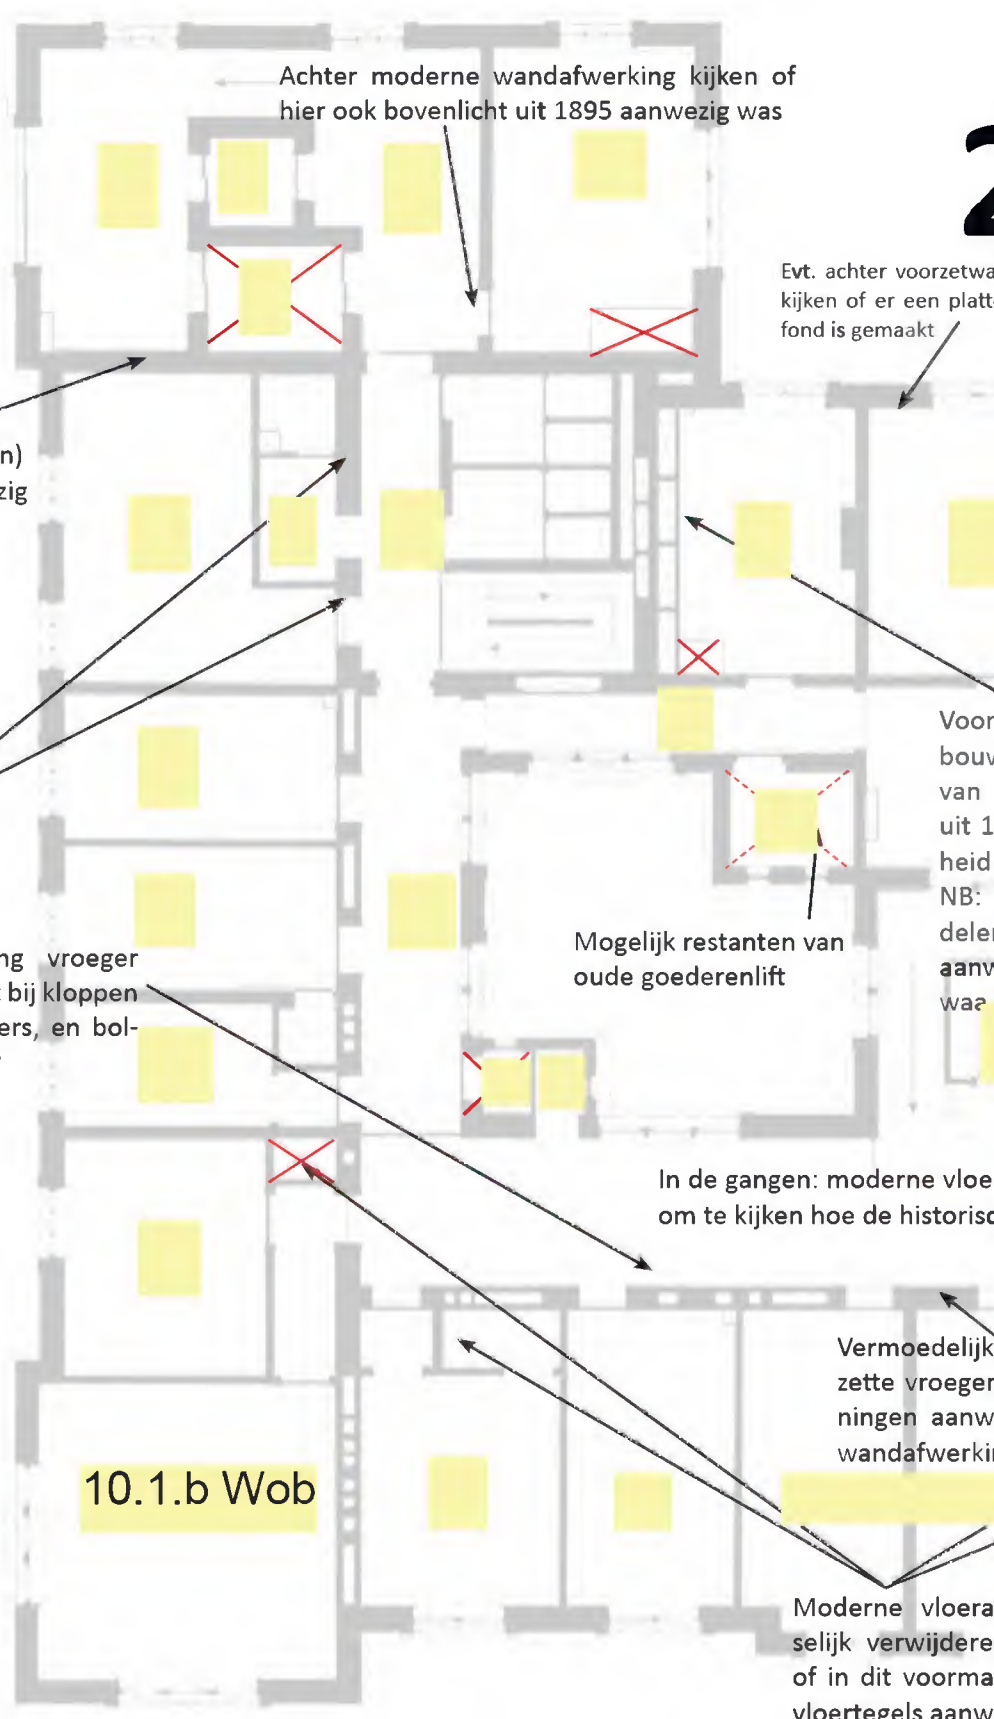 Achter moderne wandafwerking kijken of
hier ook bovenlicht uit 1895 aanwezig was
2
Evt. achter voorzetwa
kijken of er een platt-
fond is gemaakt
n)
zig
Voor
bouw
van
uit 1
heid
NB:
delen
aanw
waa
Mogelijk restanten van
oude goederenlift
ng vroeger
t bij kloppen
ers, en bol-
In de gangen: moderne vloe
om te kijken hoe de historisc
Vermoedelijk
zette vroeger
ningen aanw
wandafwerkin
10.1.b Wob
Moderne vloera
selijk verwijdere
of in dit voorma
vloertegels aanw